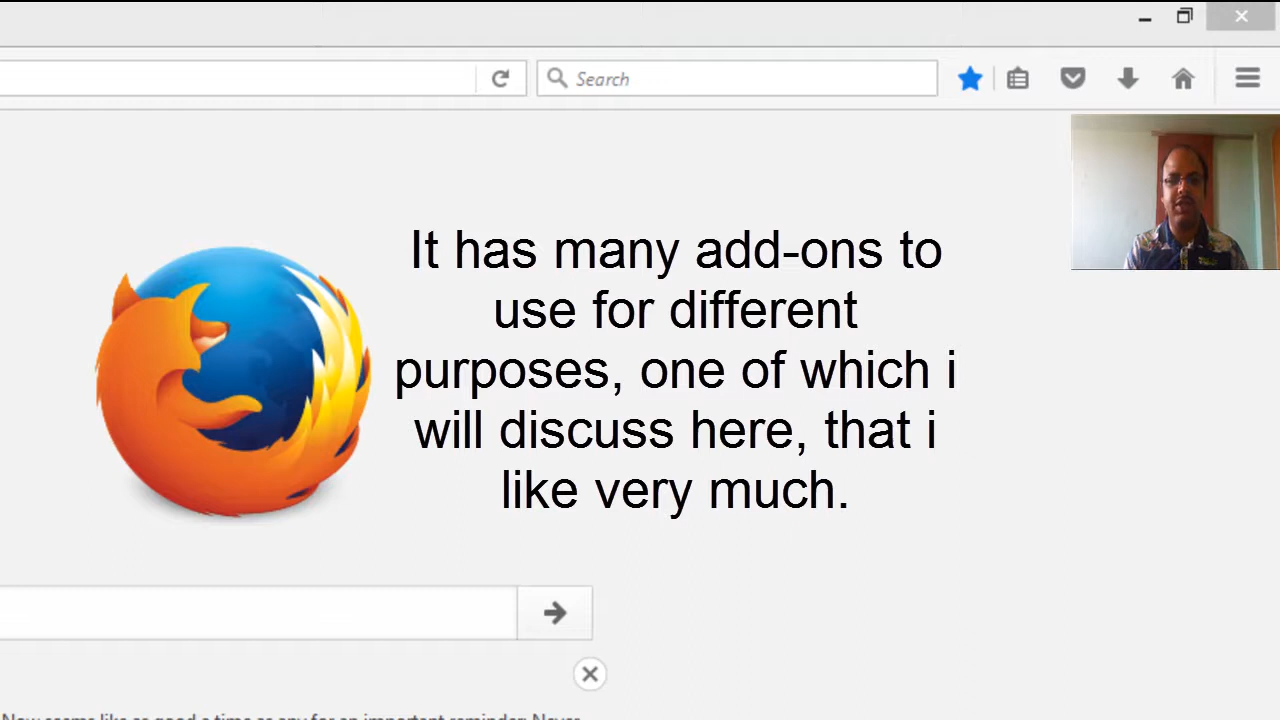 Search
It has many add-ons to
use for different
purposes, one of which i
will discuss here, that i
like very much.
Now seems like as good a time as any for an important reminder: Never